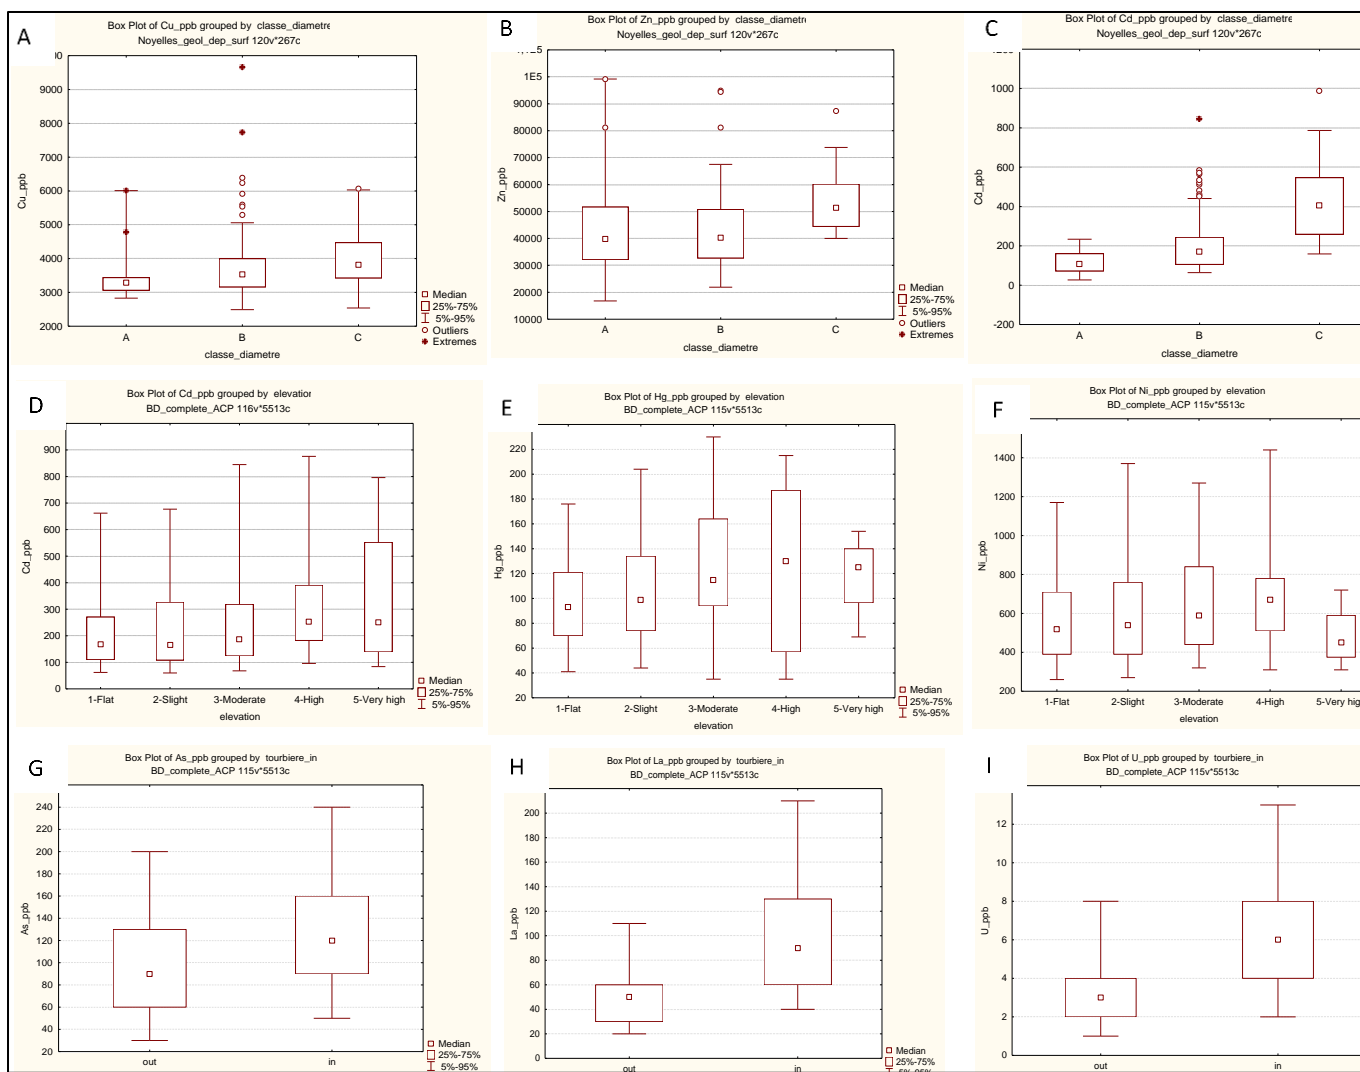 A
Box Plot of Cu_ppb grouped by classe_diametre
Noyelles_geol_dep_surf 120v*267c
9000
8000
7000
6000
5000
4000
3000
2000
Cu_ppb
A B C
classe_diametre
Median
25%-75%
5%-95%
Outliers
Extremes
B
Box Plot of Zn_ppb grouped by classe_diametre
Noyelles_geol_dep_surf 120v*267c
1E5
90000
80000
70000
60000
50000
40000
30000
20000
10000
Zn_ppb
A B C
classe_diametre
Median
25%-75%
5%-95%
Outliers
Extremes
C
Box Plot of Cd_ppb grouped by classe_diametre
Noyelles_geol_dep_surf 120v*267c
1200
1000
800
600
400
200
0
-200
Cd_ppb
A B C
classe_diametre
D
Box Plot of Cd_ppb grouped by elevation
BD_complete_ACP 116v*5513c
900
800
700
600
500
400
300
200
100
0
Cd_ppb
1-Flat 2-Slight 3-Moderate 4-High 5-Very high
elevation
Median
25%-75%
5%-95%
E
Box Plot of Hg_ppb grouped by elevation
BD_complete_ACP 115v*5513c
220
200
180
160
140
120
100
80
60
40
20
Hg_ppb
1-Flat 2-Slight 3-Moderate 4-High 5-Very high
elevation
Median
25%-75%
5%-95%
F
Box Plot of Ni_ppb grouped by elevation
BD_complete_ACP 115v*5513c
1400
1200
1000
800
600
400
200
Ni_ppb
1-Flat 2-Slight 3-Moderate 4-High 5-Very high
elevation
G
Box Plot of As_ppb grouped by tourbiere_in
BD_complete_ACP 115v*5513c
240
220
200
180
160
140
120
100
80
60
40
20
As_ppb
out in
Median
25%-75%
5%-95%
H
Box Plot of La_ppb grouped by tourbiere_in
BD_complete_ACP 115v*5513c
200
180
160
140
120
100
80
60
40
20
0
La_ppb
out in
Median
25%-75%
5%-95%
I
Box Plot of U_ppb grouped by tourbiere_in
BD_complete_ACP 115v*5513c
12
10
8
6
4
2
0
U_ppb
out in